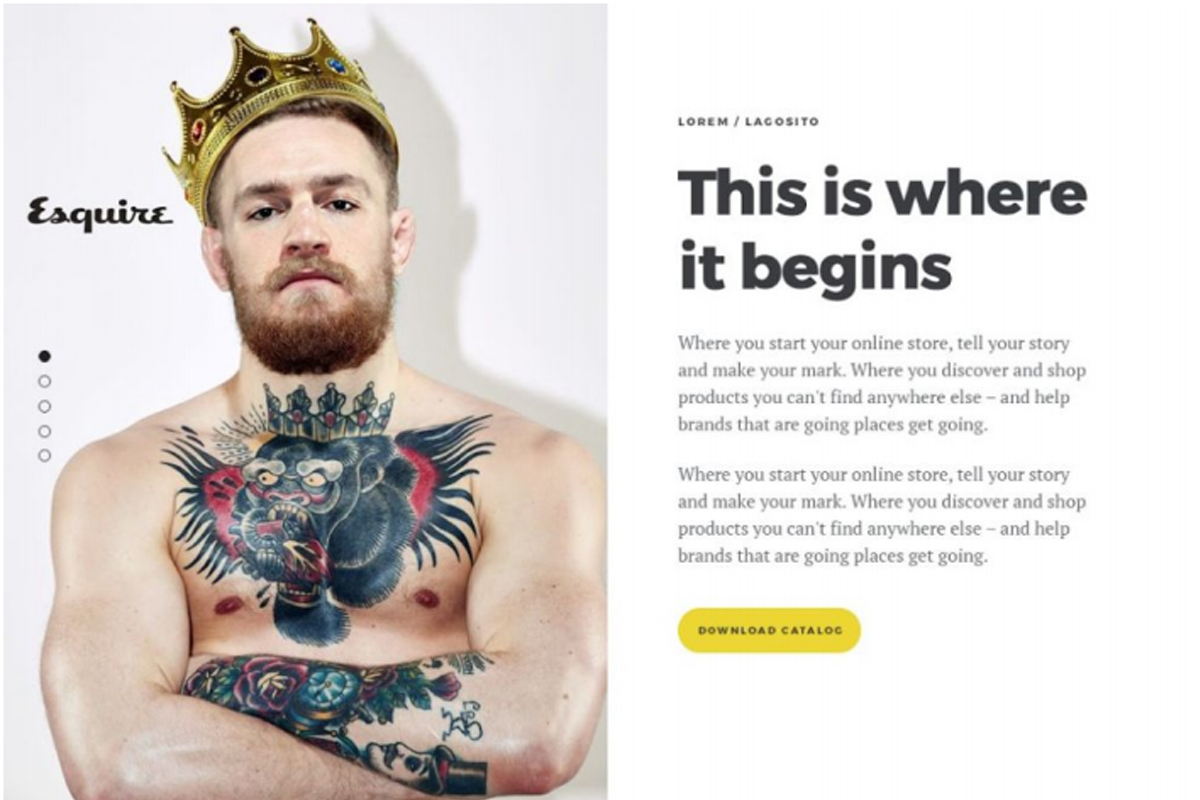 Esquire
LOREM / LAGOSITO
This is where
it begins
Where you start your online store, tell your story
and make your mark. Where you discover and shop
products you can't find anywhere else – and help
brands that are going places get going.
Where you start your online store, tell your story
and make your mark. Where you discover and shop
products you can't find anywhere else – and help
brands that are going places get going.
DOWNLOAD CATALOG